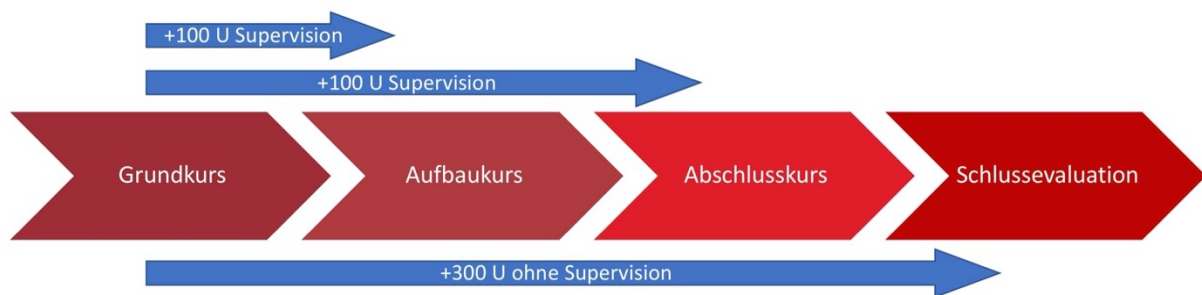 +100 U Supervision
+100 U Supervision
Grundkurs
Aufbaukurs
Abschlusskurs
Schlussevaluation
+300 U ohne Supervision